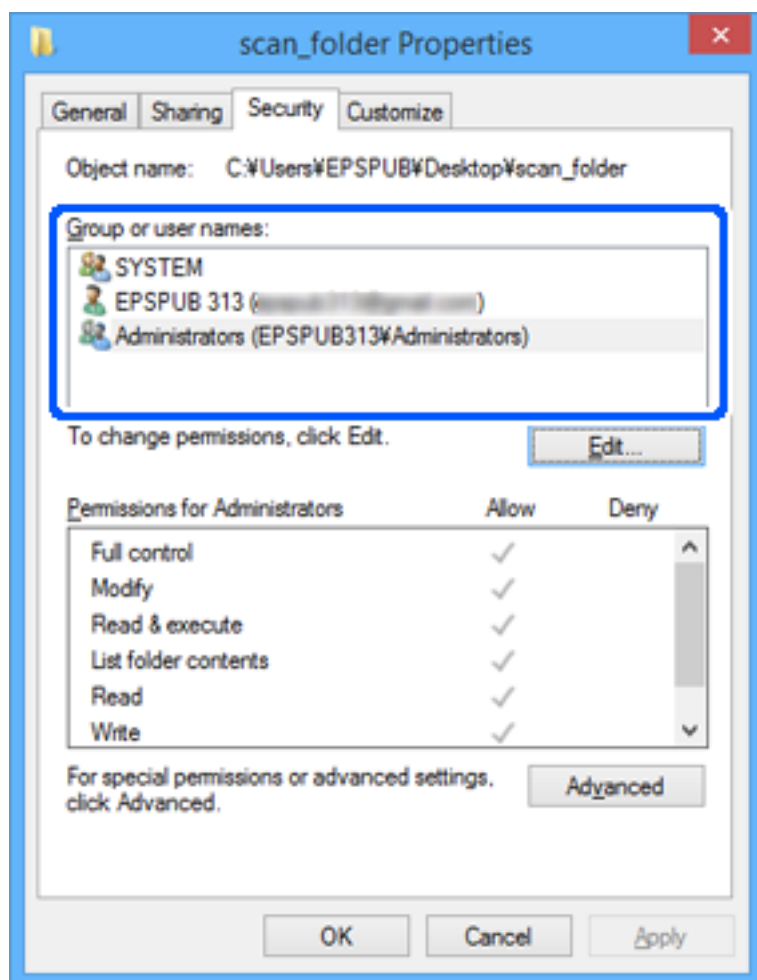 scan_folder Properties
General Sharing Security Customize
Object name: C:¥Users¥EPSPUB¥Desktop¥scan_folder
Group or user names:
SYSTEM
EPSPUB 313 ( )
Administrators (EPSPUB313¥Administrators)
To change permissions, click Edit.
Edit...
Permissions for Administrators Allow Deny
Full control
Modify
Read & execute
List folder contents
Read
Write
For special permissions or advanced settings,
click Advanced.
Advanced
OK Cancel Apply